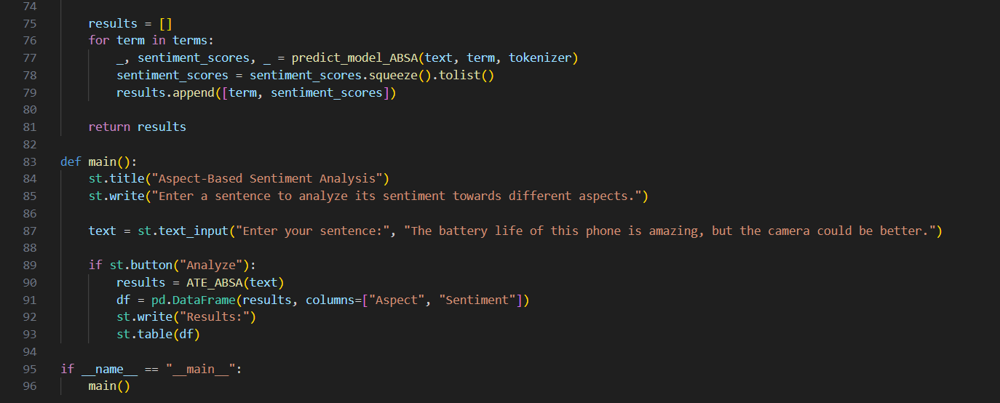 74
75 results = []
76 for term in terms:
77 _, sentiment_scores, _ = predict_model_ABSA(text, term, tokenizer)
78 sentiment_scores = sentiment_scores.squeeze().tolist()
79 results.append([term, sentiment_scores])
80
81 return results
82
83 def main():
84 st.title("Aspect-Based Sentiment Analysis")
85 st.write("Enter a sentence to analyze its sentiment towards different aspects.")
86
87 text = st.text_input("Enter your sentence:", "The battery life of this phone is amazing, but the camera could be better.")
88
89 if st.button("Analyze"):
90 results = ATE_ABSA(text)
91 df = pd.DataFrame(results, columns=["Aspect", "Sentiment"])
92 st.write("Results:")
93 st.table(df)
94
95 if __name__ == "__main__":
96 main()